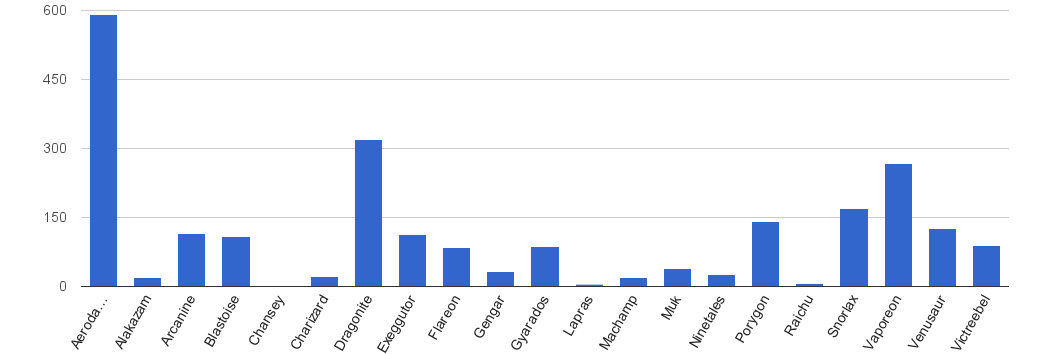 600
450
300
150
0
Aeroda...
Alakazam
Arcanine
Blastoise
Chansey
Charizard
Dragonite
Exeggutor
Flareon
Gengar
Gyarados
Lapras
Machamp
Muk
Ninetales
Porygon
Raichu
Snorlax
Vaporeon
Venusaur
Victreebel